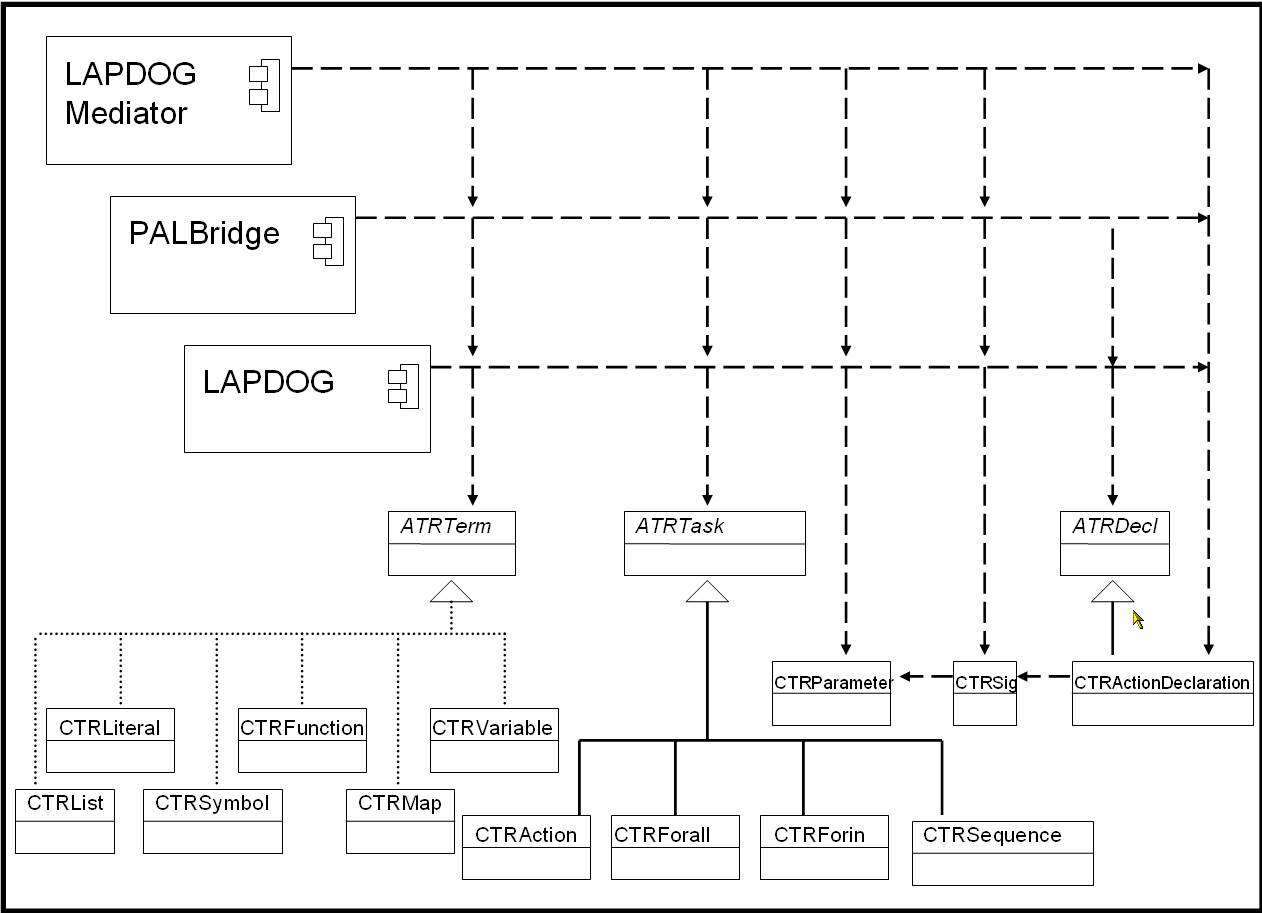 LAPDOG
Mediator
PALBridge
LAPDOG
ATRTerm
ATRTask
ATRDecl
CTRParameter
CTRSig
CTRActionDeclaration
CTRLiteral
CTRFunction
CTRVariable
CTRList
CTRSymbol
CTRMap
CTRAction
CTRForall
CTRForin
CTRSequence